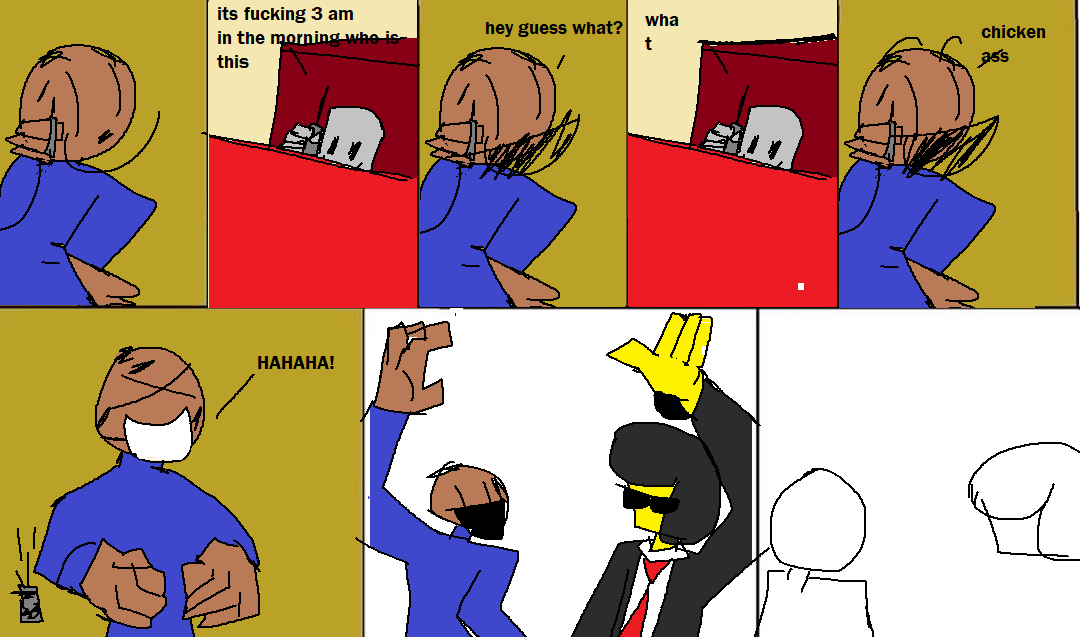 its fucking 3 am
in the morning who is
this
hey guess what?
wha
t
chicken
ass
HAHAHA!